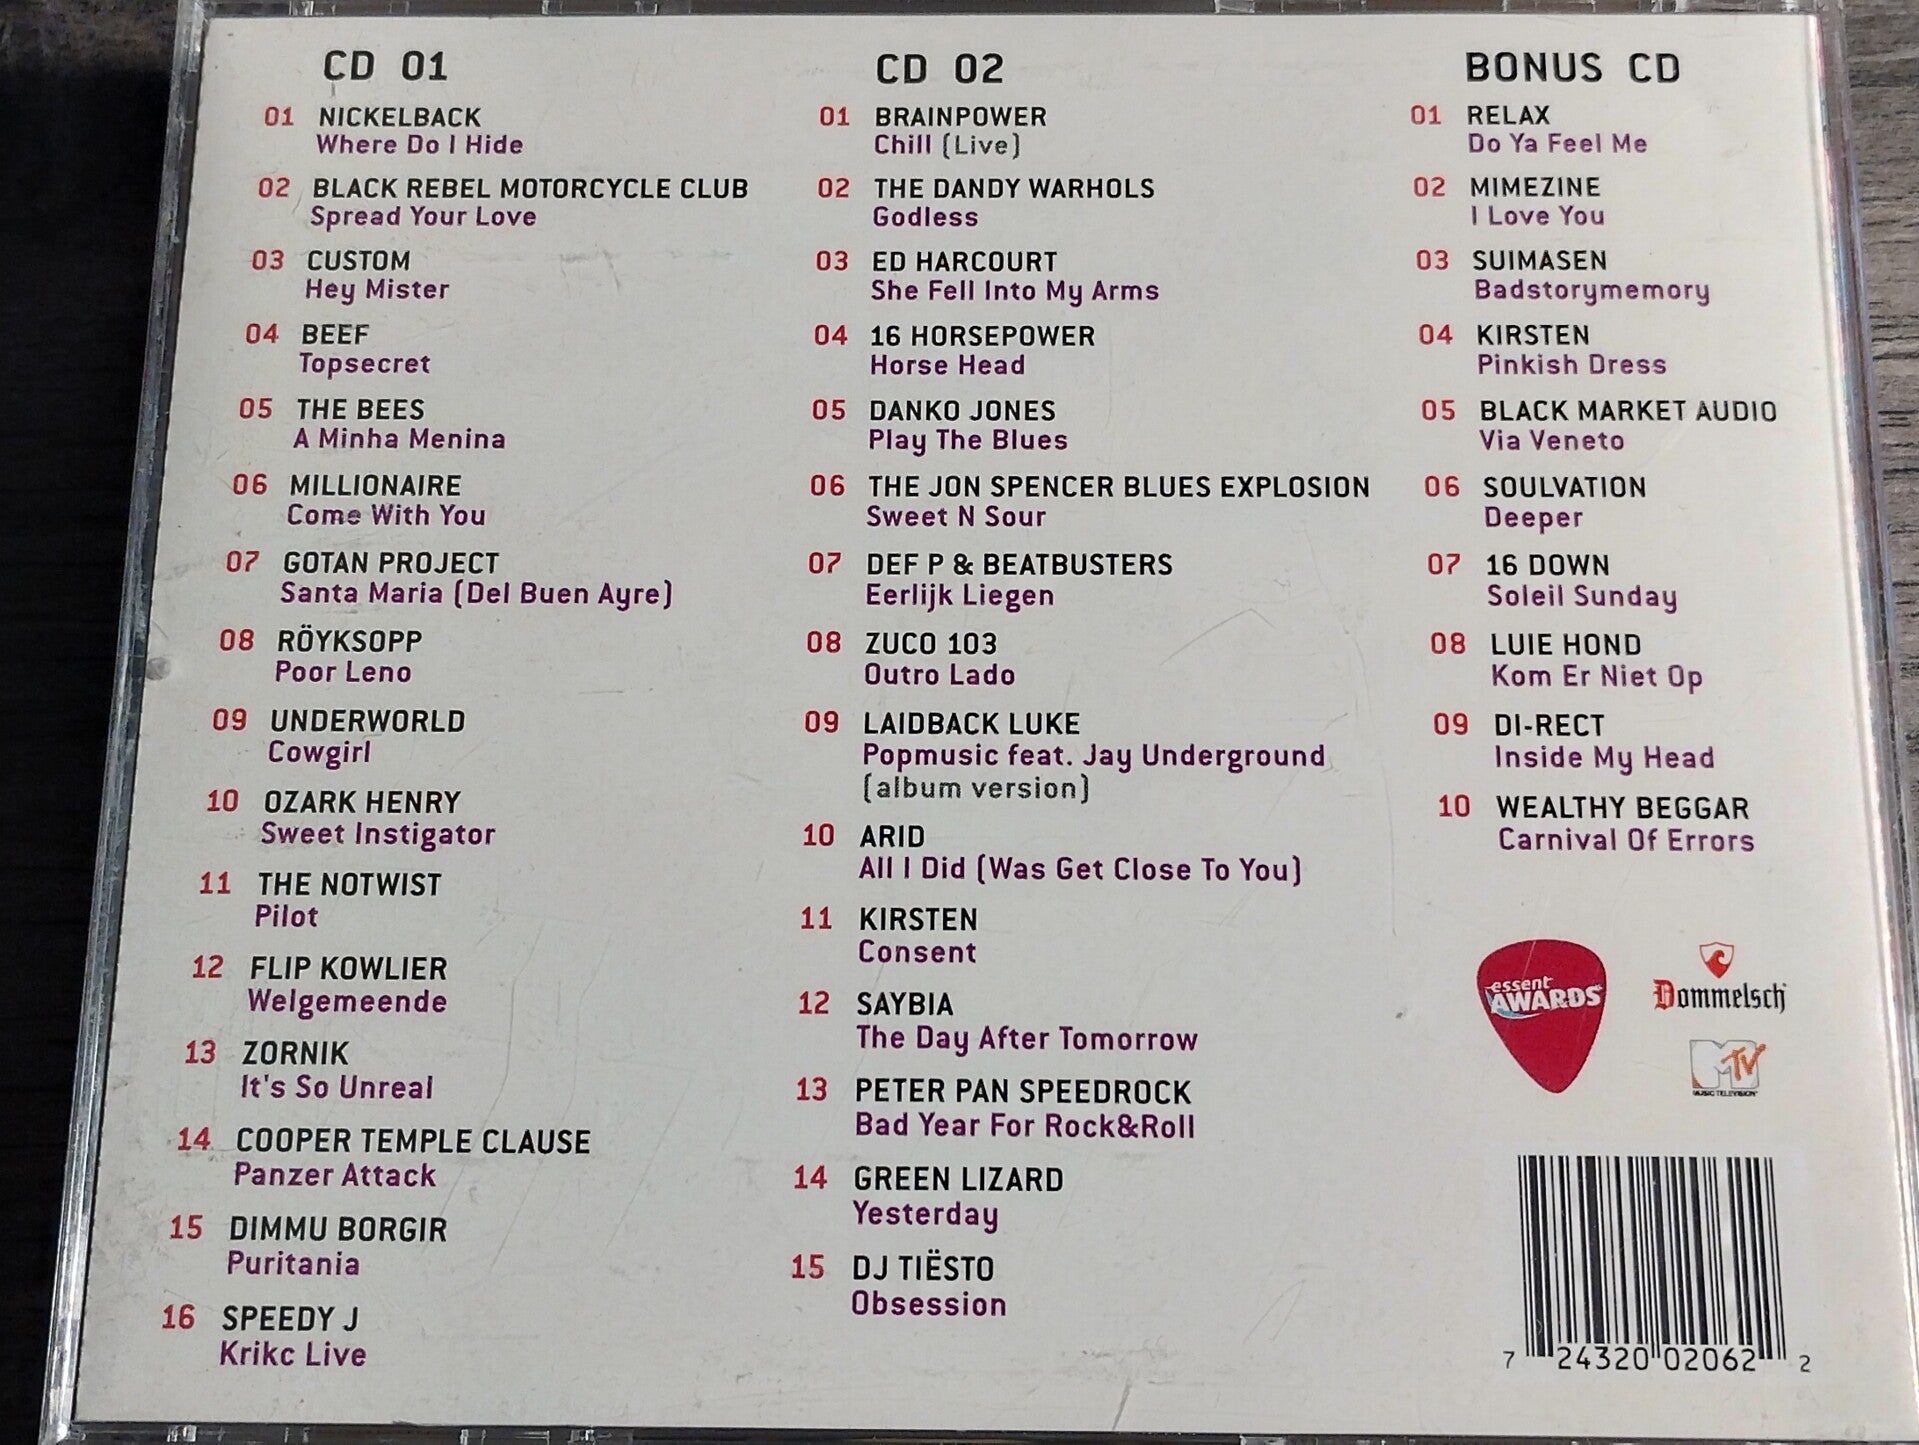 CD 01
01 NICKELBACK
Where Do I Hide
02 BLACK REBEL MOTORCYCLE CLUB
Spread Your Love
03 CUSTOM
Hey Mister
04 BEEF
Topsecret
05 THE BEES
A Minha Menina
06 MILLIONAIRE
Come With You
07 GOTAN PROJECT
Santa Maria (Del Buen Ayre)
08 RÖYKSOPP
Poor Leno
09 UNDERWORLD
Cowgirl
10 OZARK HENRY
Sweet Instigator
11 THE NOTWIST
Pilot
12 FLIP KOWLIER
Welgemeende
13 ZORNIK
It's So Unreal
14 COOPER TEMPLE CLAUSE
Panzer Attack
15 DIMMU BORGIR
Puritania
16 SPEEDY J
Krikc Live
CD 02
01 BRAINPOWER
Chill (Live)
02 THE DANDY WARHOLS
Godless
03 ED HARCOURT
She Fell Into My Arms
04 16 HORSEPOWER
Horse Head
05 DANKO JONES
Play The Blues
06 THE JON SPENCER BLUES EXPLOSION
Sweet N Sour
07 DEF P & BEATBUSTERS
Eerlijk Liegen
08 ZUCO 103
Outro Lado
09 LAIDBACK LUKE
Popmusic feat. Jay Underground
(album version)
10 ARID
All I Did (Was Get Close To You)
11 KIRSTEN
Consent
12 SAYBIA
The Day After Tomorrow
13 PETER PAN SPEEDROCK
Bad Year For Rock&Roll
14 GREEN LIZARD
Yesterday
15 DJ TIËSTO
Obsession
BONUS CD
01 RELAX
Do Ya Feel Me
02 MIMEZINE
I Love You
03 SUIMASEN
Badstorymemory
04 KIRSTEN
Pinkish Dress
05 BLACK MARKET AUDIO
Via Veneto
06 SOULVATION
Deeper
07 16 DOWN
Soleil Sunday
08 LUIE HOND
Kom Er Niet Op
09 DI-RECT
Inside My Head
10 WEALTHY BEGGAR
Carnival Of Errors
essent
AWARDS
Dommelsch
MTV
MUSIC TELEVISION
7 24320 02062 2